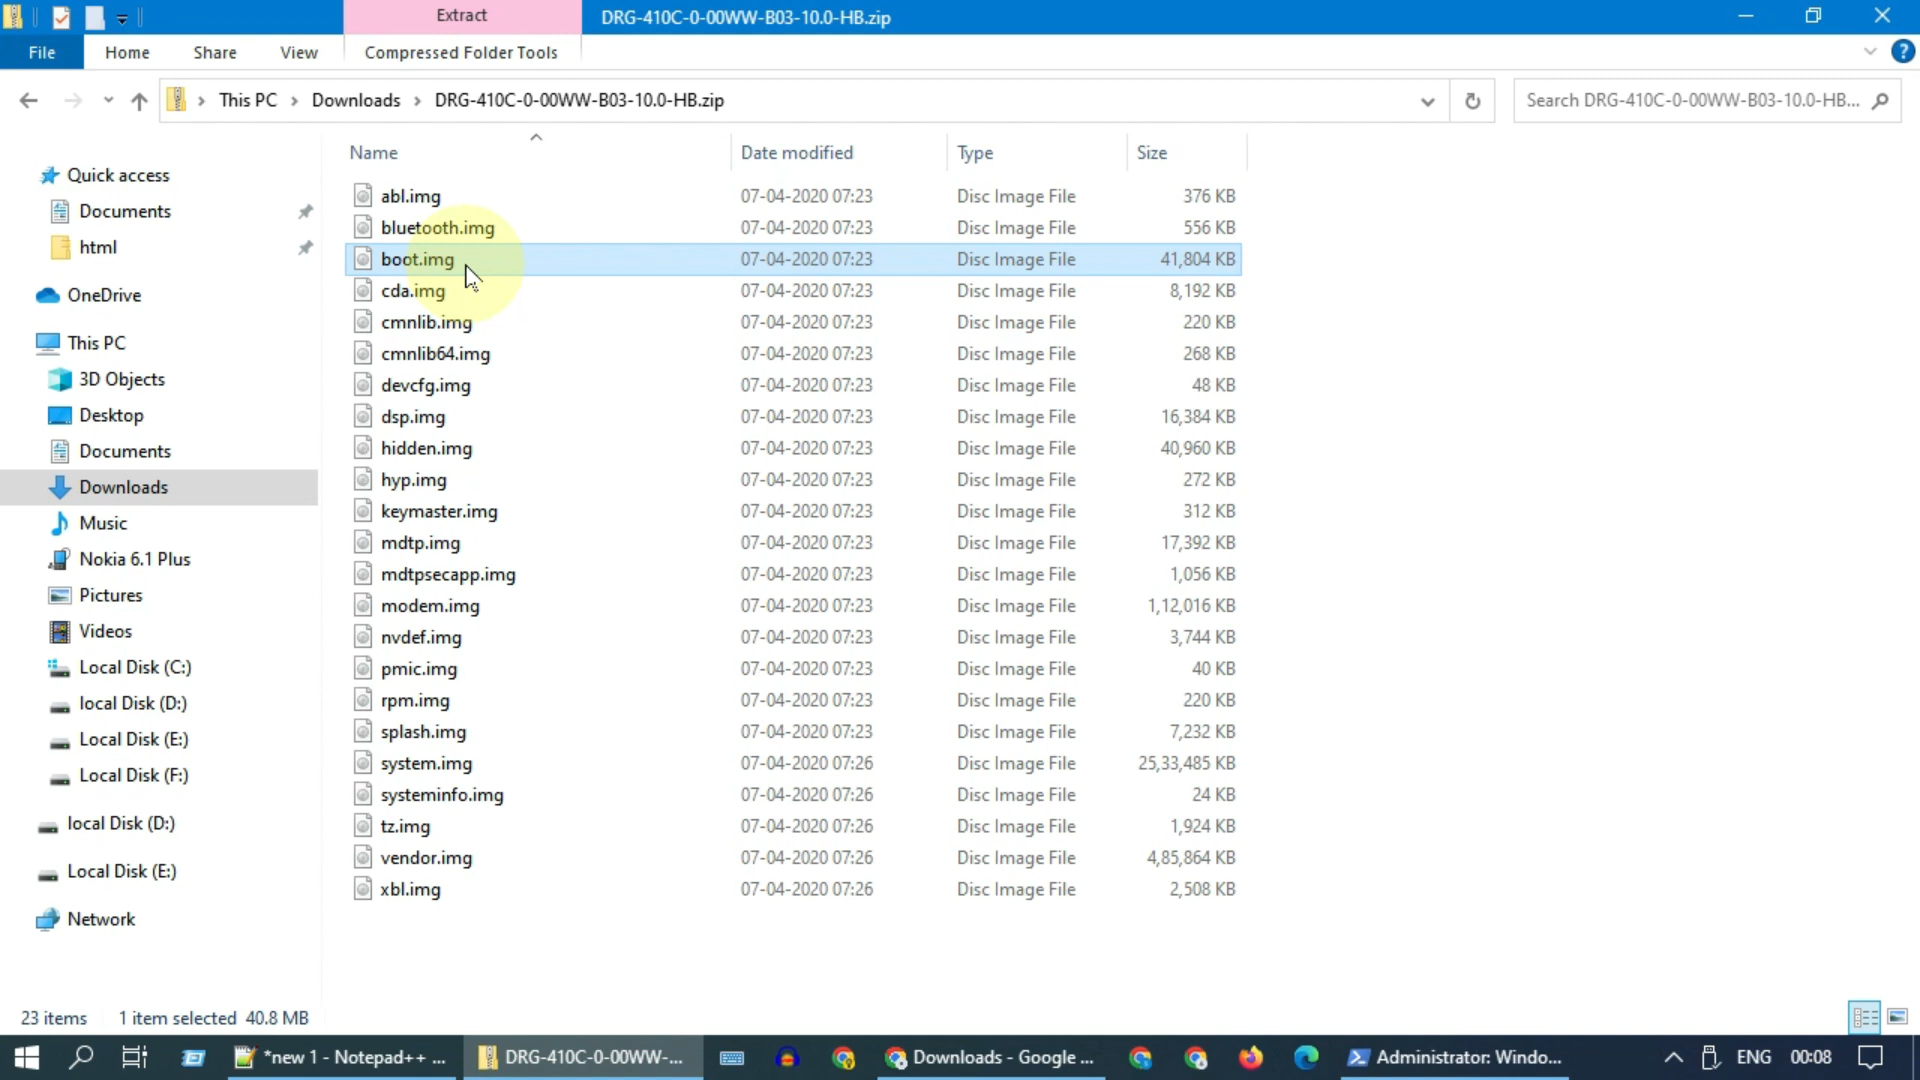 Extract
DRG-410C-0-00WW-B03-10.0-HB.zip
File
Home
Share
View
Compressed Folder Tools
?
This PC
Downloads
DRG-410C-0-00WW-B03-10.0-HB.zip
Search DRG-410C-0-00WW-B03-10.0-HB...
Name
Date modified
Type
Size
Quick access
Documents
html
OneDrive
This PC
3D Objects
Desktop
Documents
Downloads
Music
Nokia 6.1 Plus
Pictures
Videos
Local Disk (C:)
local Disk (D:)
Local Disk (E:)
Local Disk (F:)
local Disk (D:)
Local Disk (E:)
Network
abl.img 07-04-2020 07:23 Disc Image File 376 KB
bluetooth.img 07-04-2020 07:23 Disc Image File 556 KB
boot.img 07-04-2020 07:23 Disc Image File 41,804 KB
cda.img 07-04-2020 07:23 Disc Image File 8,192 KB
cmnlib.img 07-04-2020 07:23 Disc Image File 220 KB
cmnlib64.img 07-04-2020 07:23 Disc Image File 268 KB
devcfg.img 07-04-2020 07:23 Disc Image File 48 KB
dsp.img 07-04-2020 07:23 Disc Image File 16,384 KB
hidden.img 07-04-2020 07:23 Disc Image File 40,960 KB
hyp.img 07-04-2020 07:23 Disc Image File 272 KB
keymaster.img 07-04-2020 07:23 Disc Image File 312 KB
mdtp.img 07-04-2020 07:23 Disc Image File 17,392 KB
mdtpsecapp.img 07-04-2020 07:23 Disc Image File 1,056 KB
modem.img 07-04-2020 07:23 Disc Image File 1,12,016 KB
nvdef.img 07-04-2020 07:23 Disc Image File 3,744 KB
pmic.img 07-04-2020 07:23 Disc Image File 40 KB
rpm.img 07-04-2020 07:23 Disc Image File 220 KB
splash.img 07-04-2020 07:23 Disc Image File 7,232 KB
system.img 07-04-2020 07:26 Disc Image File 25,33,485 KB
systeminfo.img 07-04-2020 07:26 Disc Image File 24 KB
tz.img 07-04-2020 07:26 Disc Image File 1,924 KB
vendor.img 07-04-2020 07:26 Disc Image File 4,85,864 KB
xbl.img 07-04-2020 07:26 Disc Image File 2,508 KB
23 items 1 item selected 40.8 MB
*new 1 - Notepad++ ...
DRG-410C-0-00WW-...
Downloads - Google ...
Administrator: Windo...
ENG
00:08